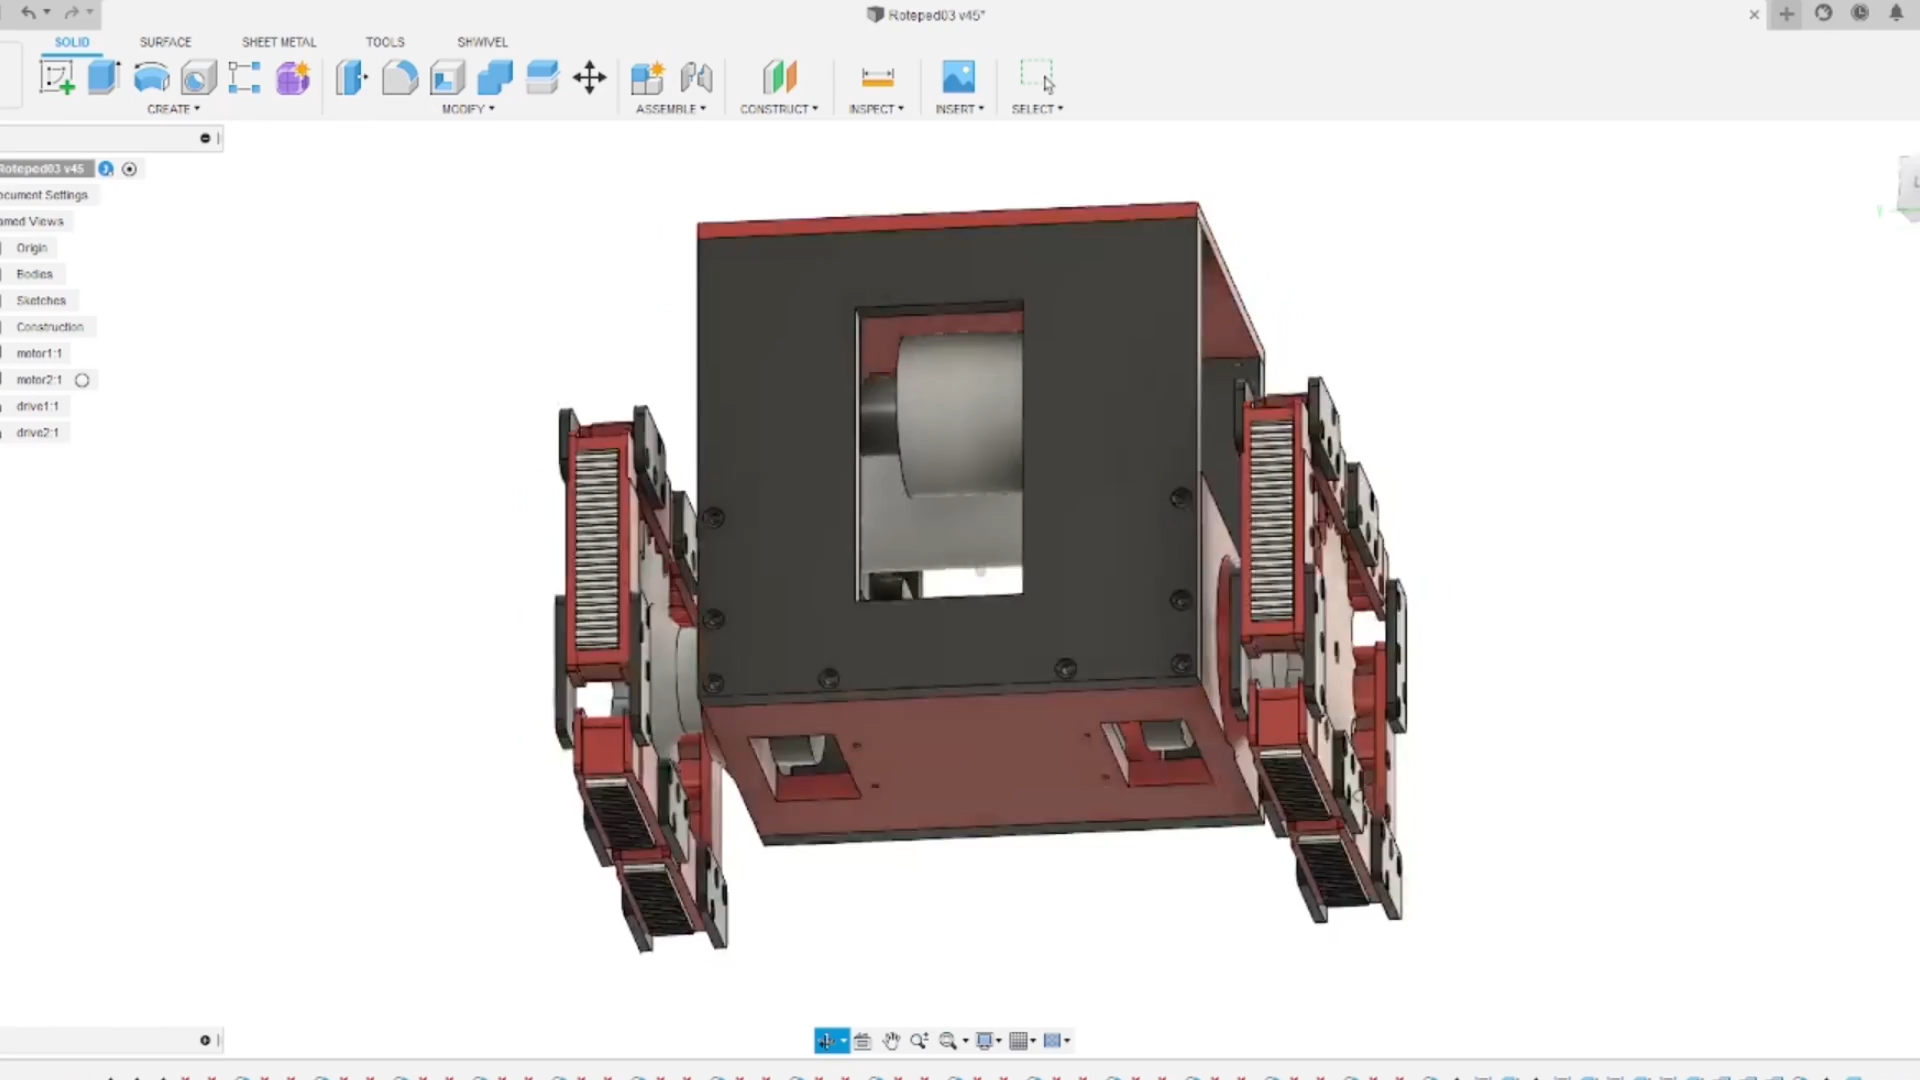 Roteped03 v45*
SOLID SURFACE SHEET METAL TOOLS SHWIVEL
CREATE MODIFY ASSEMBLE CONSTRUCT INSPECT INSERT SELECT
Roteped03 v45
ocument Settings
amed Views
Origin
Bodies
Sketches
Construction
motor1:1
motor2:1
drive1:1
drive2:1